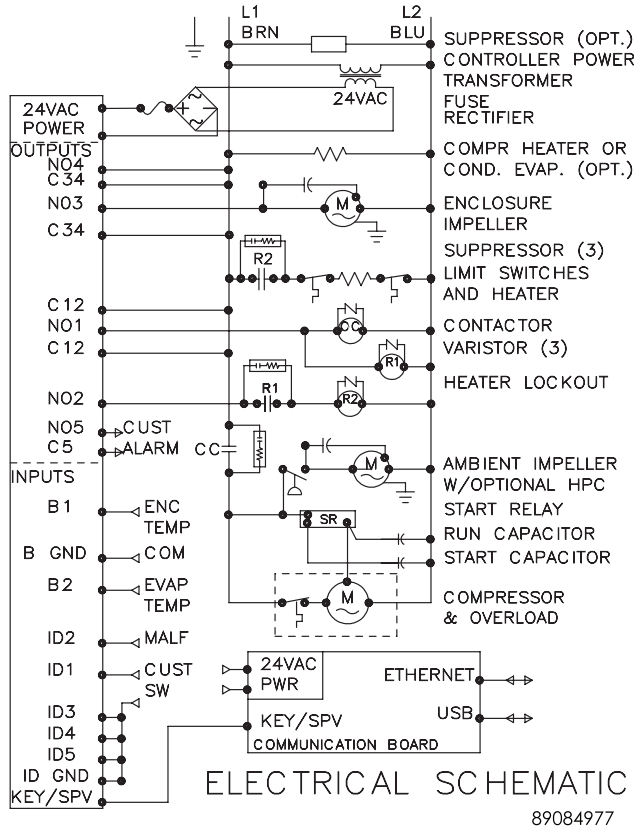 L1
L2
BRN
BLU
SUPPRESSOR (OPT.)
CONTROLLER POWER
TRANSFORMER
24VAC
FUSE
RECTIFIER
24VAC
POWER
OUTPUTS
NO4
COMPR HEATER OR
COND. EVAP. (OPT.)
C34
NO3
M
ENCLOSURE
IMPELLER
C34
SUPPRESSOR (3)
R2
LIMIT SWITCHES
AND HEATER
C12
NO1
CC
CONTACTOR
C12
VARISTOR (3)
R1
HEATER LOCKOUT
NO2
R1
R2
NO5
CUST
C5
ALARM
CC
INPUTS
M
AMBIENT IMPELLER
W/OPTIONAL HPC
B1
ENC
TEMP
START RELAY
SR
RUN CAPACITOR
B GND
COM
START CAPACITOR
B2
EVAP
TEMP
M
COMPRESSOR
& OVERLOAD
ID2
MALF
ID1
CUST
SW
24VAC
PWR
ETHERNET
ID3
USB
KEY/SPV
ID4
COMMUNICATION BOARD
ID5
ID GND
KEY/SPV
ELECTRICAL SCHEMATIC
89084977